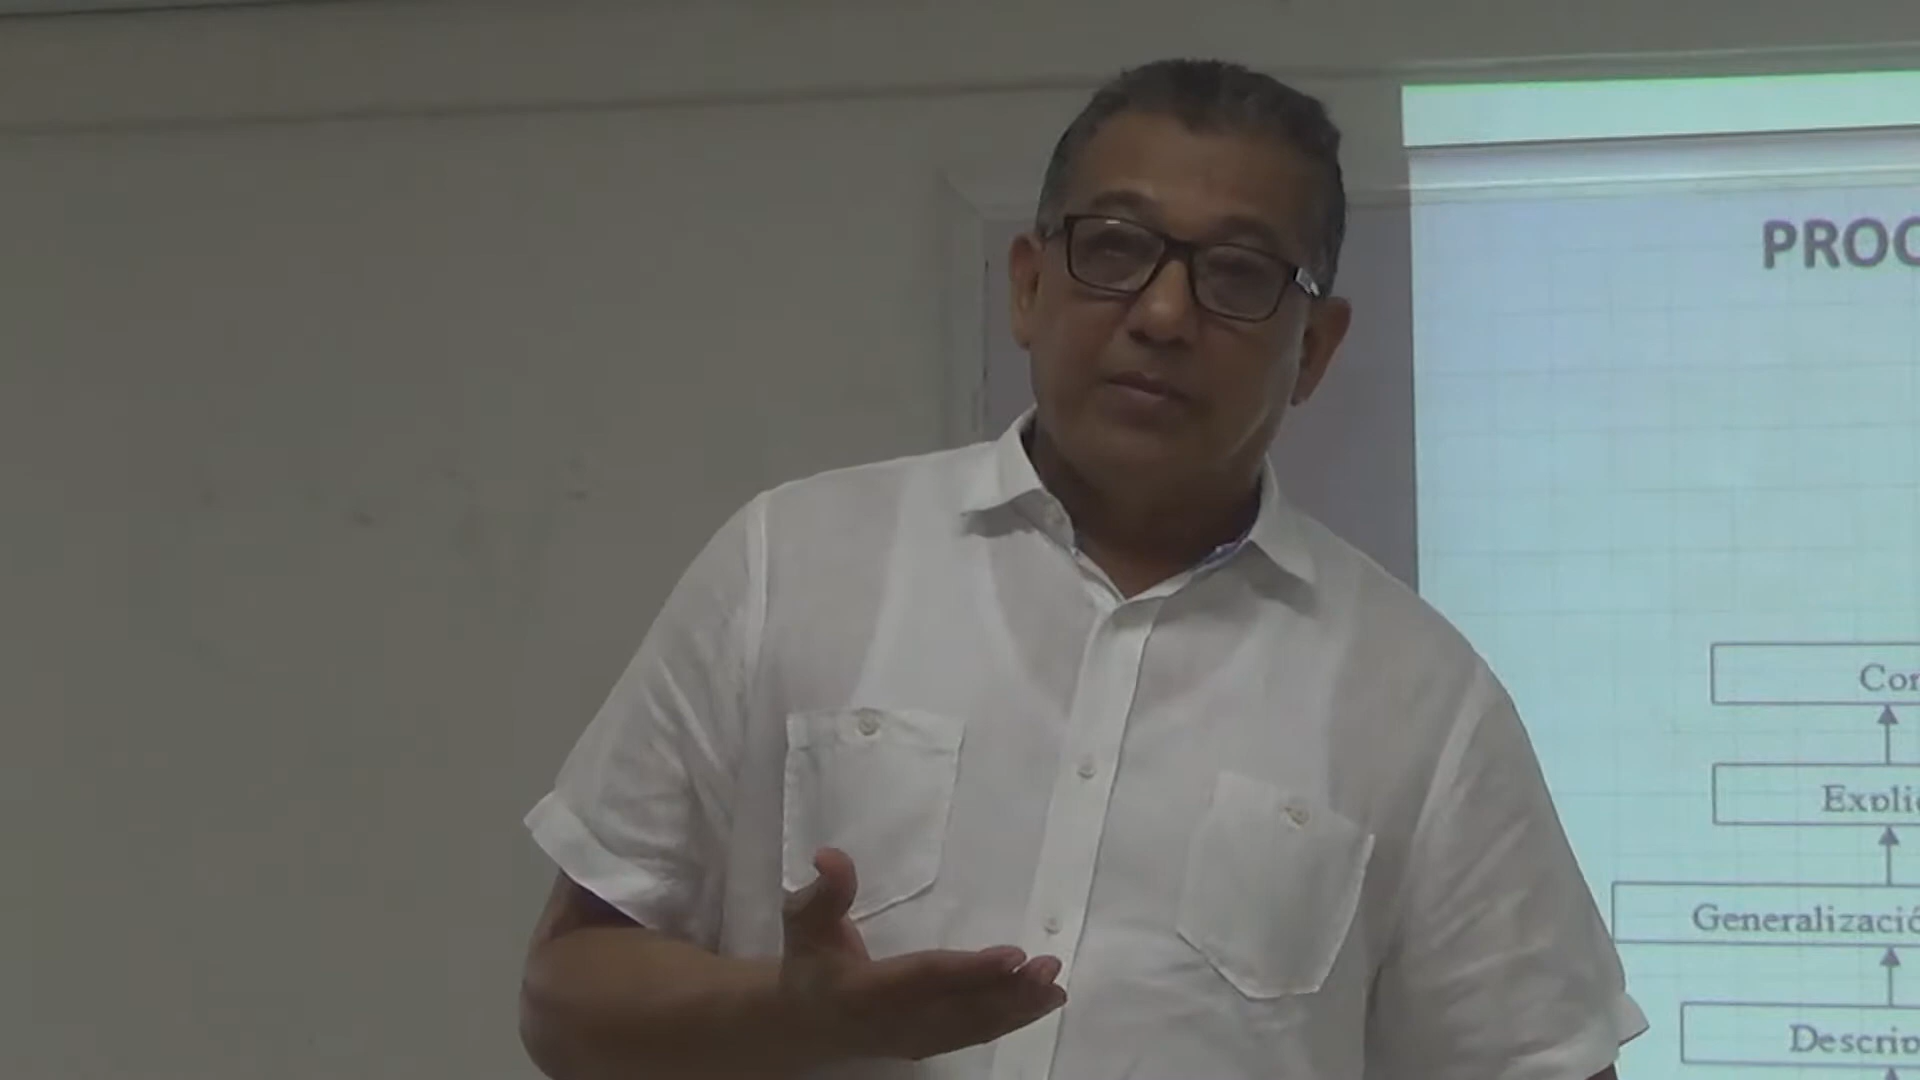 PROC
Con
Explic
Generalizació
Descrip